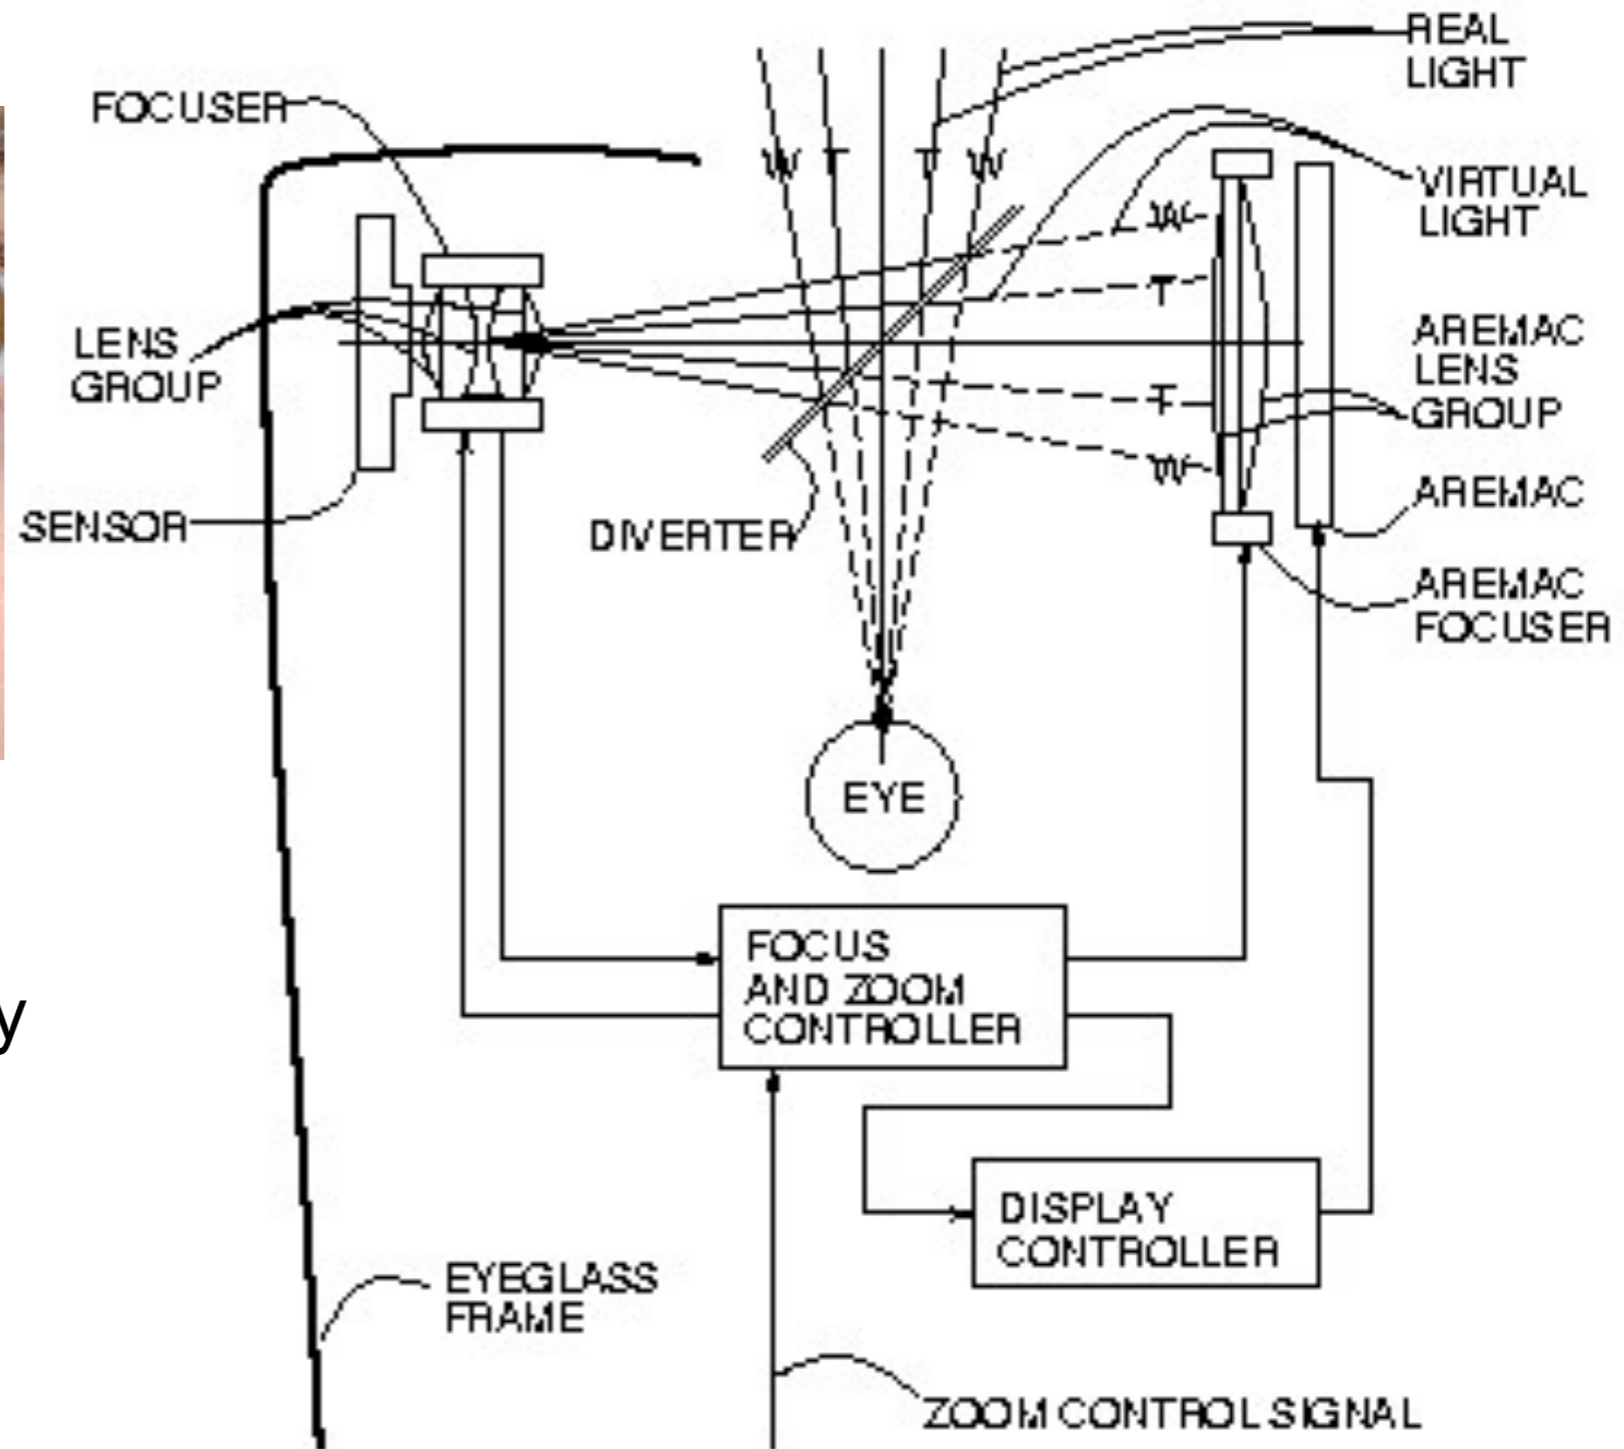 REAL
LIGHT
FOCUSER
W
T
T
W
VIRTUAL
LIGHT
W
T
LENS
GROUP
AREMAC
LENS
GROUP
T
W
SENSOR
DIVERTER
AREMAC
AREMAC
FOCUSER
EYE
FOCUS
AND ZOOM
CONTROLLER
y
DISPLAY
CONTROLLER
EYEGLASS
FRAME
ZOOM CONTROL SIGNAL